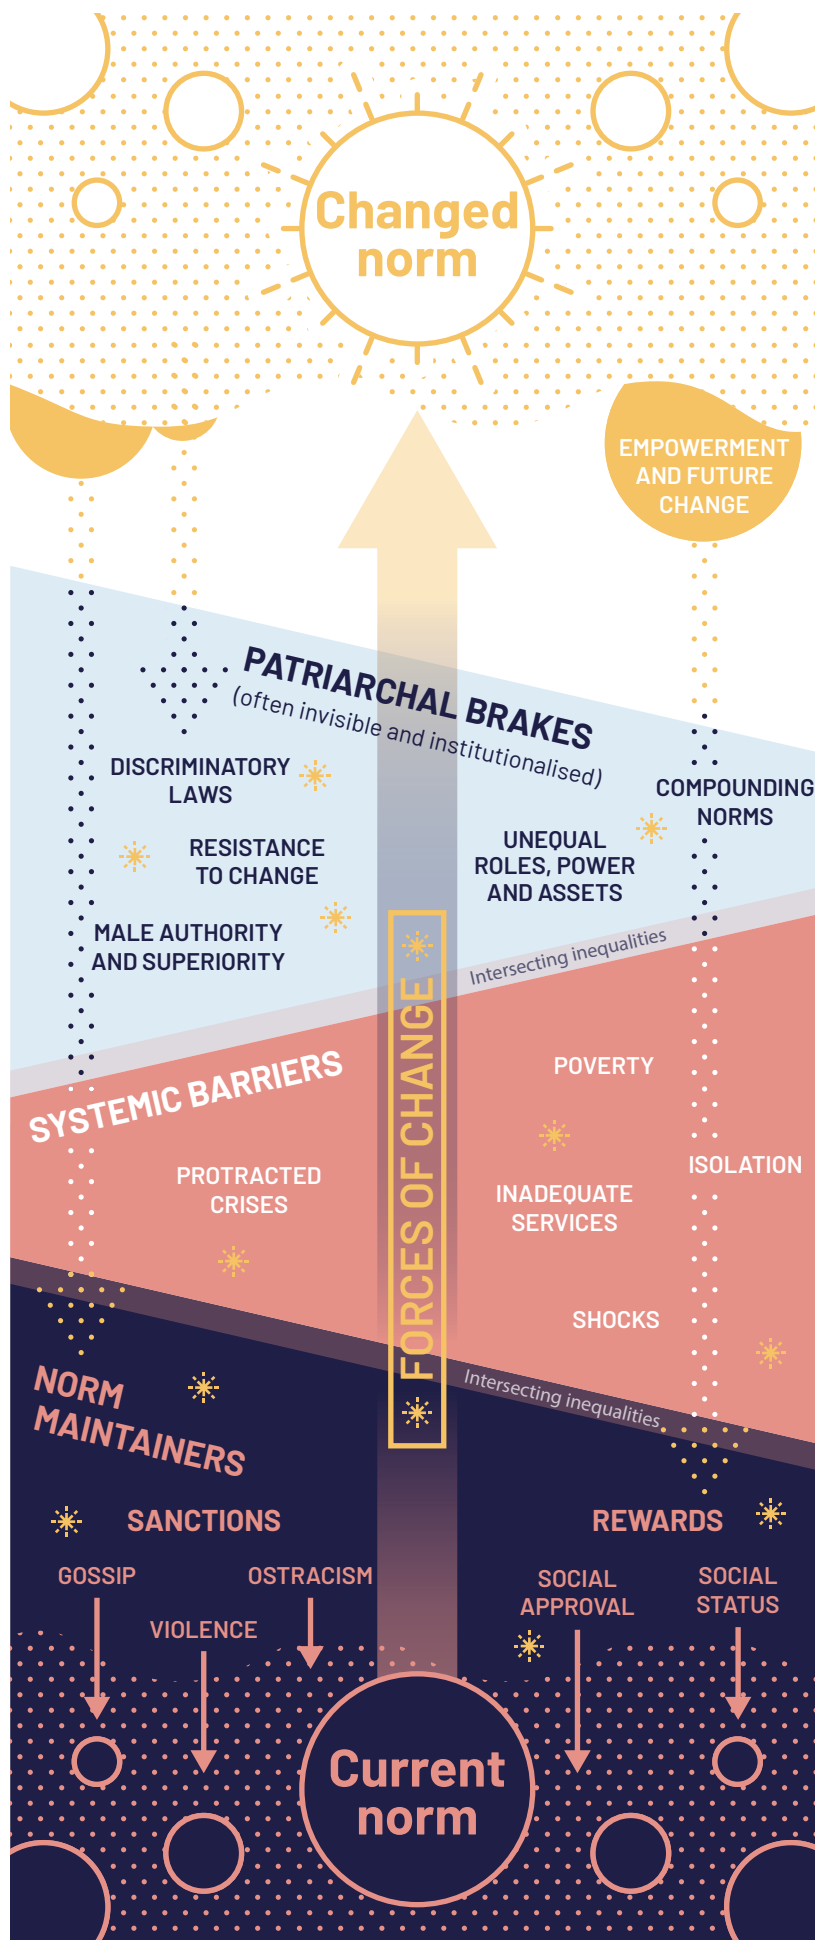 Changed
norm
EMPOWERMENT
AND FUTURE
CHANGE
PATRIARCHAL BRAKES
(often invisible and institutionalised)
DISCRIMINATORY
LAWS
COMPOUNDING
NORMS
RESISTANCE
TO CHANGE
UNEQUAL
ROLES, POWER
AND ASSETS
MALE AUTHORITY
AND SUPERIORITY
Intersecting inequalities
FORCES OF CHANGE
SYSTEMIC BARRIERS
POVERTY
PROTRACTED
CRISES
ISOLATION
INADEQUATE
SERVICES
SHOCKS
Intersecting inequalities
NORM
MAINTAINERS
SANCTIONS
REWARDS
GOSSIP
OSTRACISM
VIOLENCE
SOCIAL
APPROVAL
SOCIAL
STATUS
Current
norm